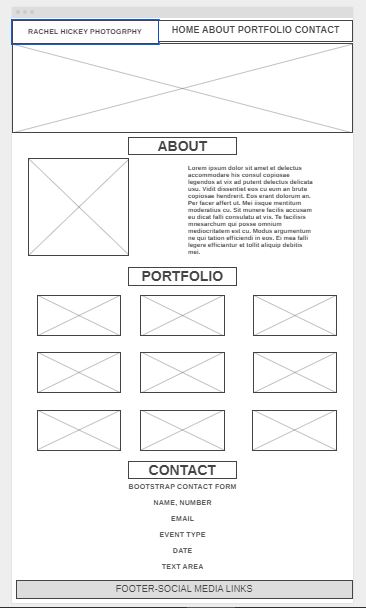 RACHEL HICKEY PHOTOGRPHY
HOME ABOUT PORTFOLIO CONTACT
ABOUT
Lorem ipsum dolor sit amet et delectus
accommodare his consul copiosae
legendos at vix ad putent delectus delicata
usu. Vidit dissentiet eos cu eum an brute
copiosae hendrerit. Eos erant dolorum an.
Per facer affert ut. Mei iisque mentitum
moderatius cu. Sit munere facilis accusam
eu dicat falli consulatu at vis. Te facilisis
mnesarchum qui posse omnium
mediocritatem est cu. Modus argumentum
ne qui tation efficiendi in eos. Ei mea falli
legere efficiantur et tollit aliquip debitis
mei.
PORTFOLIO
CONTACT
BOOTSTRAP CONTACT FORM
NAME, NUMBER
EMAIL
EVENT TYPE
DATE
TEXT AREA
FOOTER-SOCIAL MEDIA LINKS